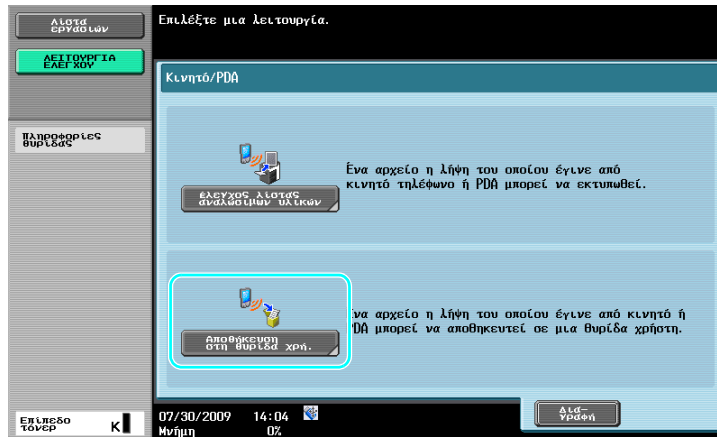 Λίστα
εργασιών
ΛΕΙΤΟΥΡΓΙΑ
ΕΛΕΓΧΟΥ
Πληροφορίες
θυρίδας
Επίπεδο
τόνερ K
Επιλέξτε μια λειτουργία.
Κινητό/PDA
Ένα αρχείο η λήψη του οποίου έγινε από
κινητό τηλέφωνο ή PDA μπορεί να εκτυπωθεί.
έλεγχος λίστας
αναλώσιμων υλικών
να αρχείο η λήψη του οποίου έγινε από κινητό ή
DA μπορεί να αποθηκευτεί σε μια θυρίδα χρήστη.
Αποθήκευση
στη θυρίδα χρή.
Δια-
γραφή
07/30/2009 14:04
Μνήμη 0%